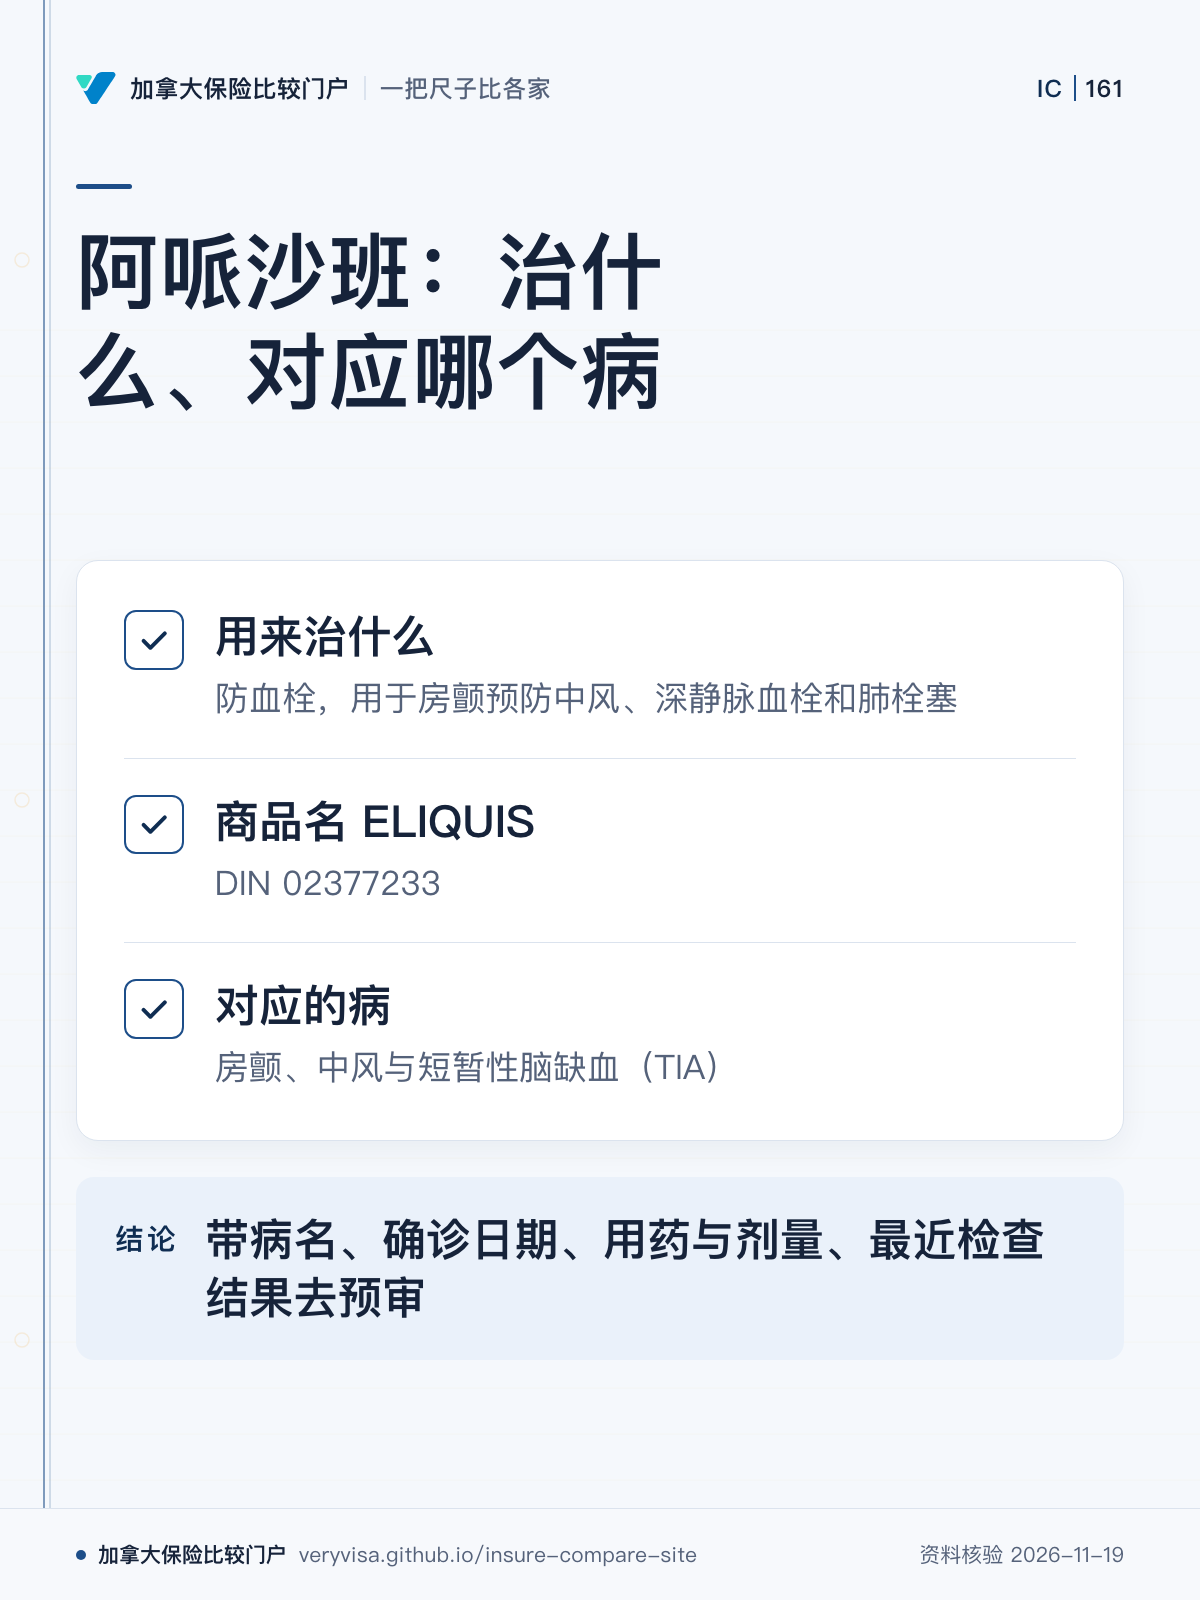 加拿大保险比较门户 一把尺子比各家
IC 161
阿哌沙班：治什
么、对应哪个病
用来治什么
防血栓，用于房颤预防中风、深静脉血栓和肺栓塞
商品名 ELIQUIS
DIN 02377233
对应的病
房颤、中风与短暂性脑缺血（TIA）
结论 带病名、确诊日期、用药与剂量、最近检查
结果去预审
加拿大保险比较门户 veryvisa.github.io/insure-compare-site
资料核验 2026-11-19